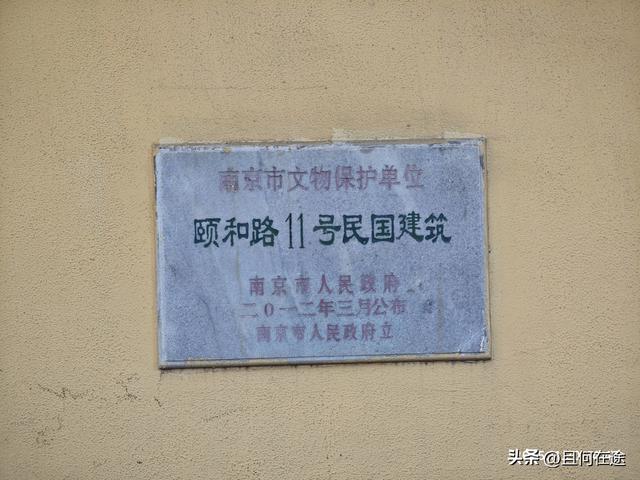 南京市文物保护单位
颐和路11号民国建筑
南京市人民政府
二0一二年三月公布
南京市人民政府立
头条 @且何在途